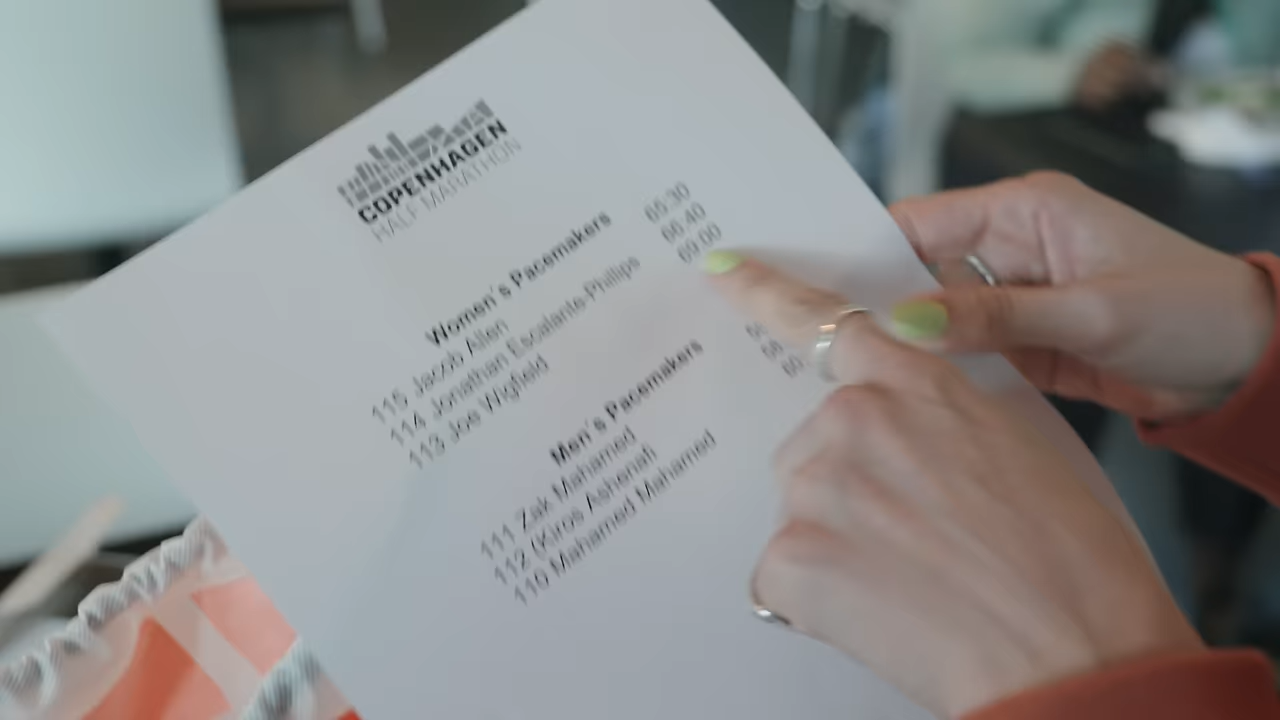 COPENHAGEN
HALF MARATHON
Women's Pacemakers
115 Jacob Allen 65:30
114 Jonathan Escalante-Phillips 66:40
113 Joe Wigfield 69:00
Men's Pacemakers
111 Zak Mahamed
112 (Kiros Ashenafi
110 Mahamed Mahamed